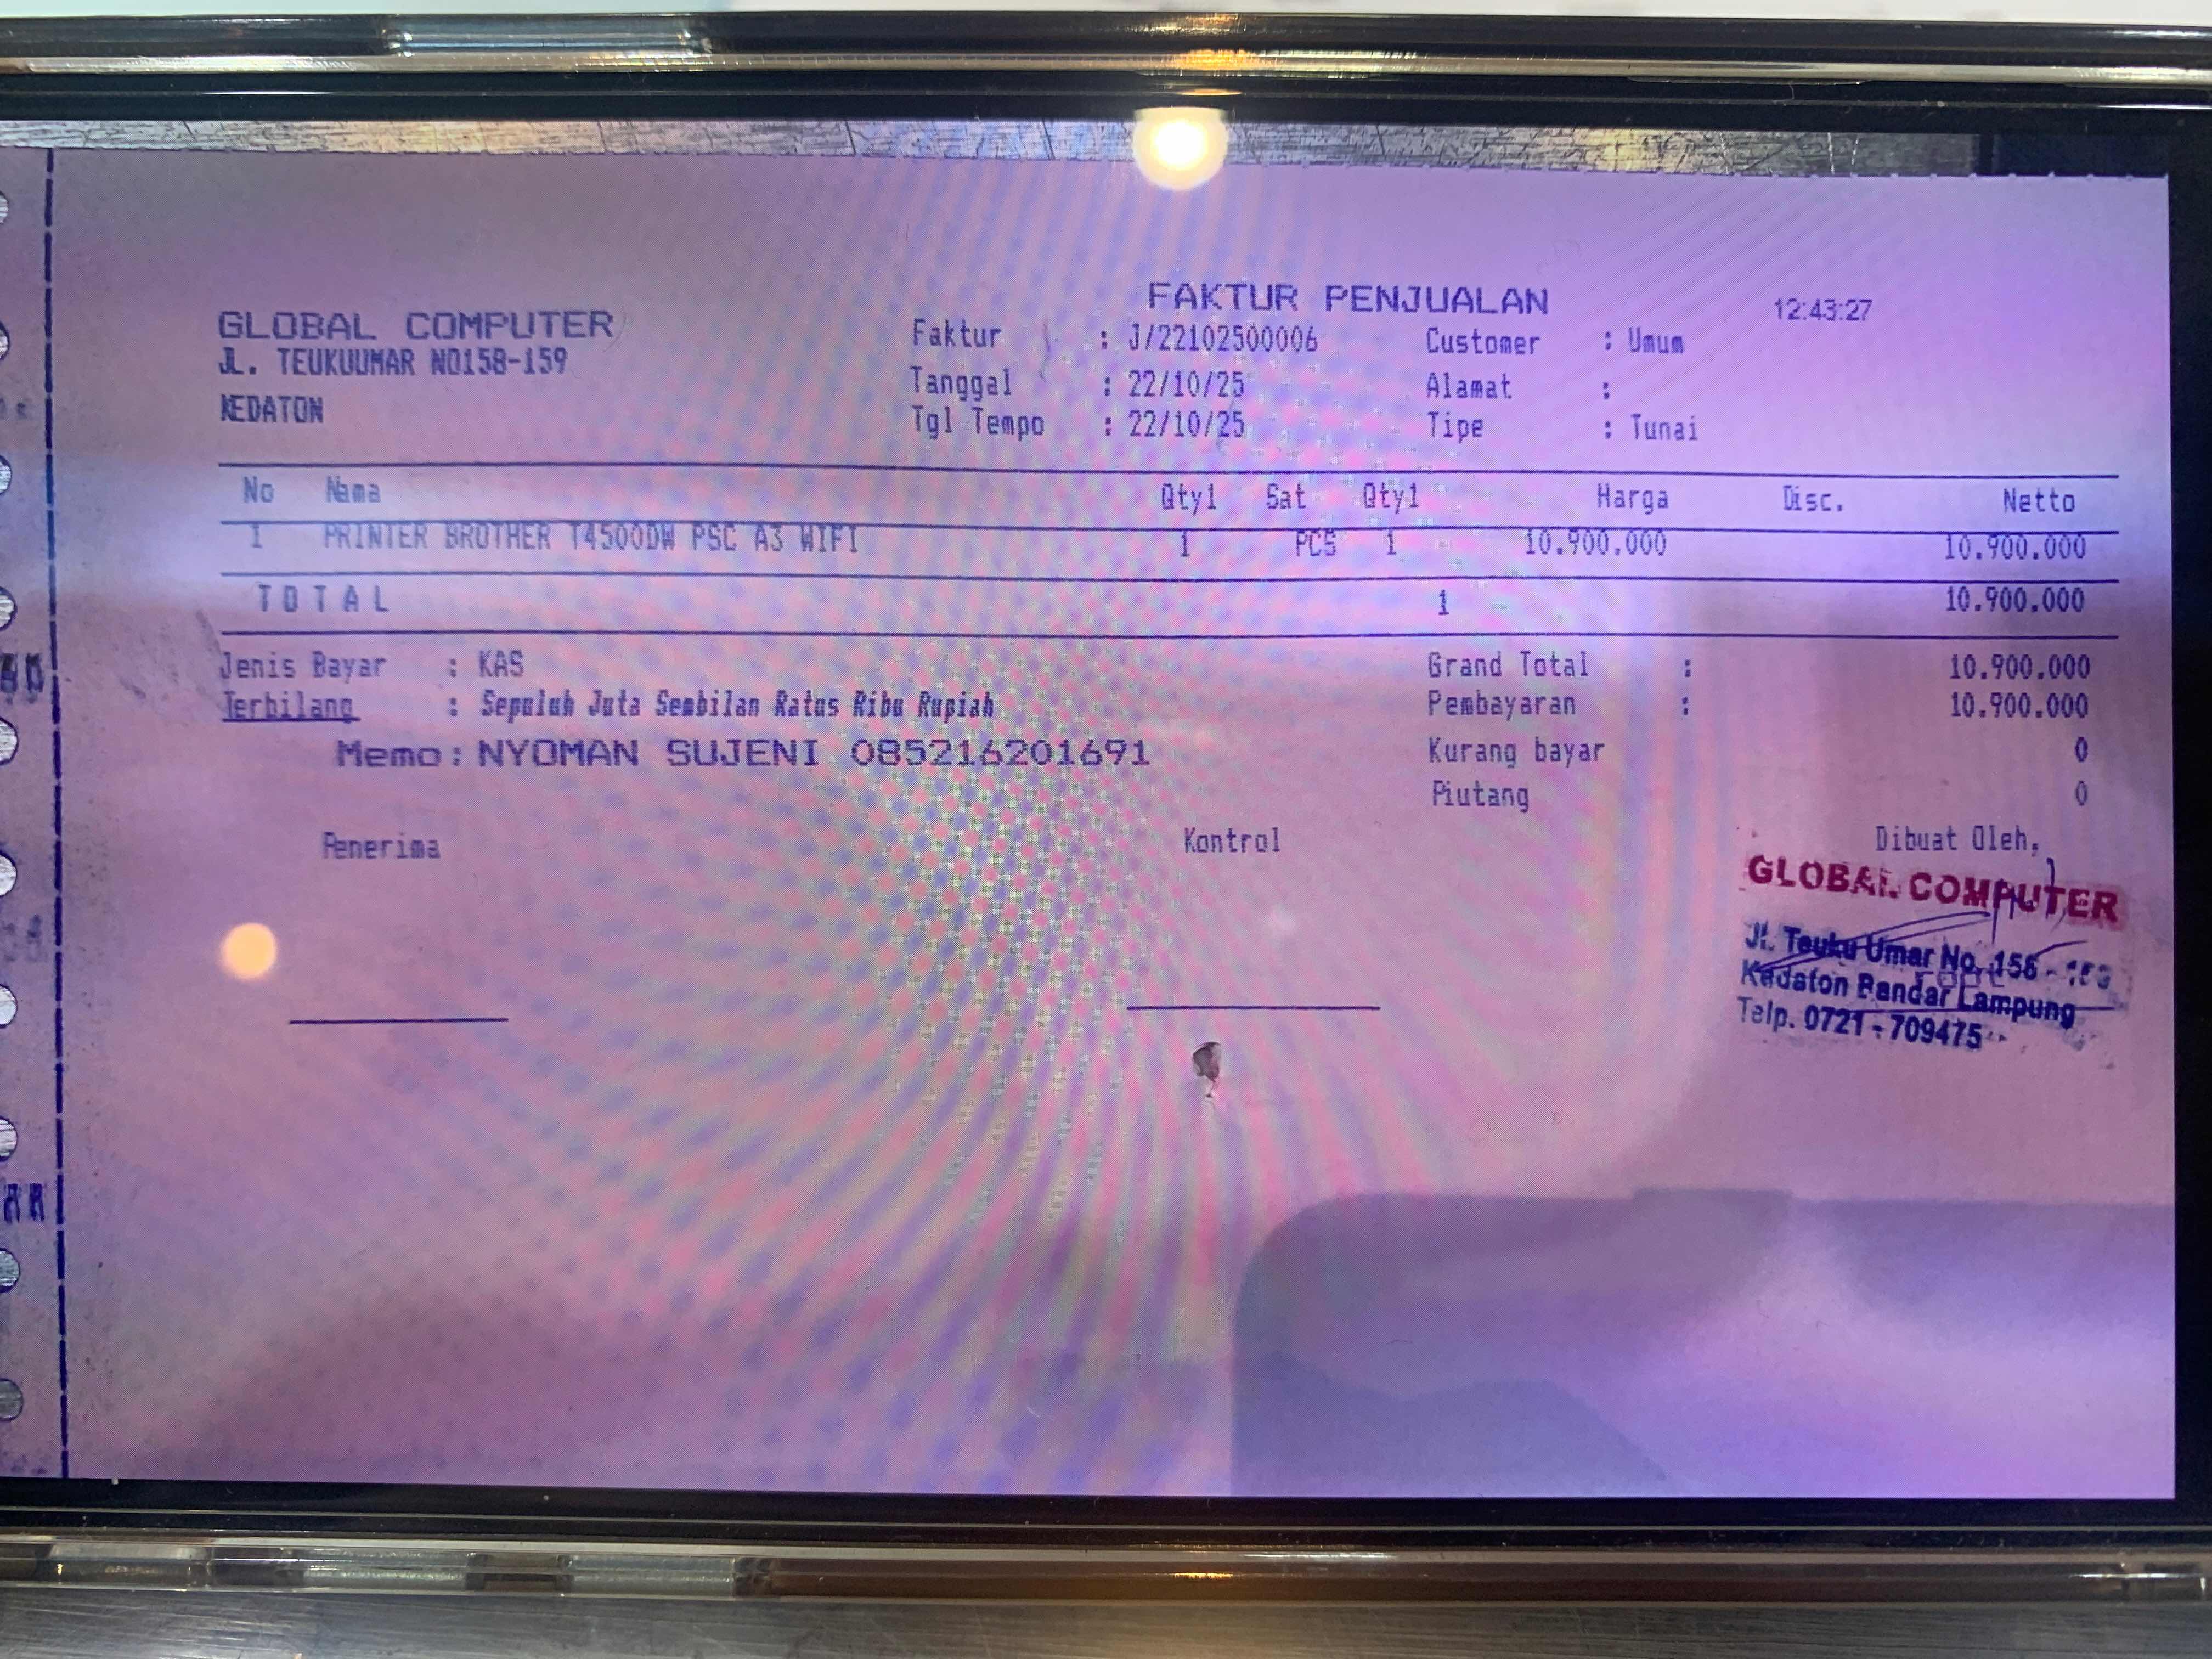 FAKTUR PENJUALAN 12:43:27
GLOBAL COMPUTER
JL. TEUKUUMAR NO158-159
KEDATON
Faktur : J/22102500006
Tanggal : 22/10/25
Tgl Tempo : 22/10/25
Customer : Umum
Alamat :
Tipe : Tunai
No Nama Qty1 Sat Qty1 Harga Disc. Netto
1 PRINTER BROTHER T4500DW PSC A3 WIFI 1 PCS 1 10.900.000 10.900.000
TOTAL 1 10.900.000
Jenis Bayar : KAS
Terbilang : Sepuluh Juta Sembilan Ratus Ribu Rupiah
Memo : NYOMAN SUJENI 085216201691
Grand Total : 10.900.000
Pembayaran : 10.900.000
Kurang bayar 0
Piutang 0
Penerima Kontrol Dibuat Oleh,
GLOBAL COMPUTER
Jl. Teuku Umar No. 158 - 159
Kedaton Bandar Lampung
Telp. 0721 - 709475